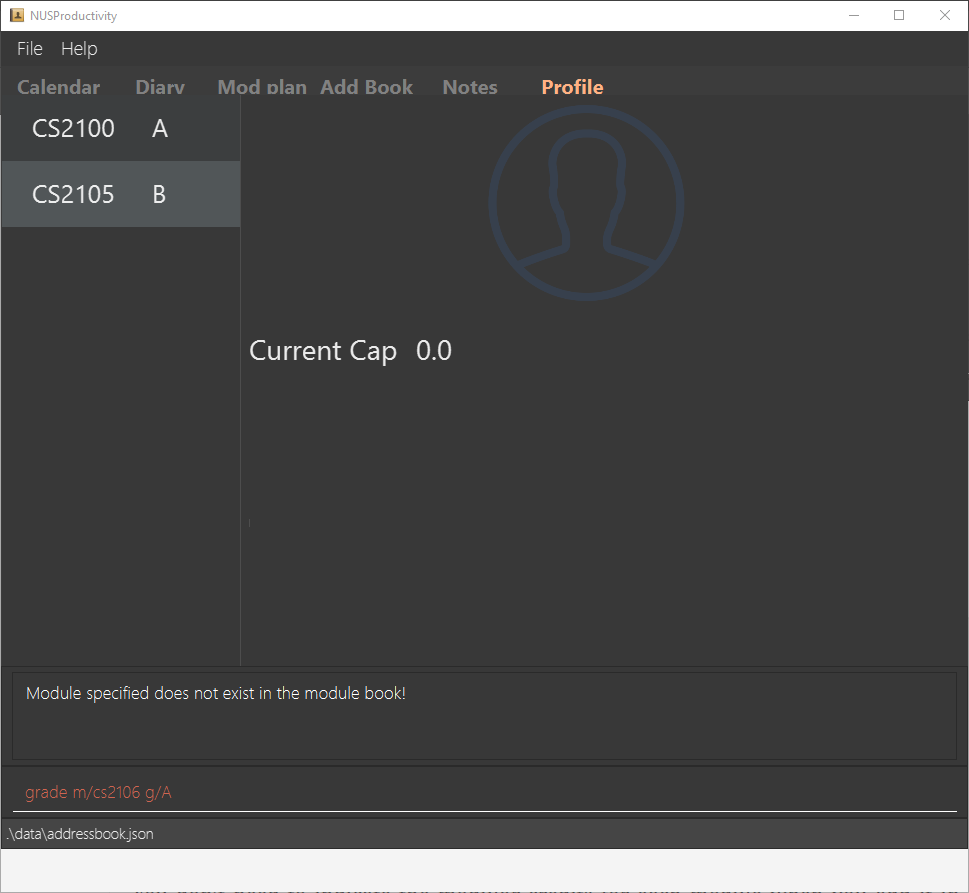 NUSProductivity
File Help
Calendar Diary Mod plan Add Book Notes Profile
CS2100 A
CS2105 B
Current Cap 0.0
Module specified does not exist in the module book!
grade m/cs2106 g/A
.\data\addressbook.json